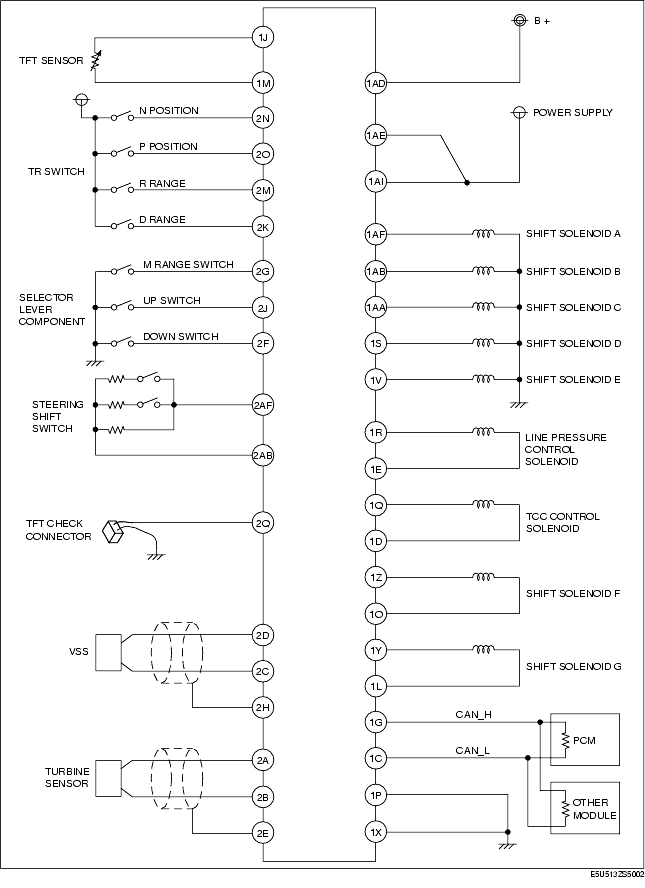 B +
1J
TFT SENSOR
1M
1AD
N POSITION
2N
POWER SUPPLY
1AE
P POSITION
2O
TR SWITCH
R RANGE
2M
1AI
D RANGE
2K
1AF
SHIFT SOLENOID A
M RANGE SWITCH
2G
1AB
SHIFT SOLENOID B
SELECTOR
LEVER
COMPONENT
UP SWITCH
2J
1AA
SHIFT SOLENOID C
DOWN SWITCH
2F
1S
SHIFT SOLENOID D
1V
SHIFT SOLENOID E
STEERING
SHIFT
SWITCH
2AF
2AB
1R
LINE PRESSURE
CONTROL
SOLENOID
1E
TFT CHECK
CONNECTOR
2Q
1Q
TCC CONTROL
SOLENOID
1D
1Z
SHIFT SOLENOID F
1O
VSS
2D
2C
2H
1Y
SHIFT SOLENOID G
1L
1G
CAN_H
PCM
1C
CAN_L
TURBINE
SENSOR
2A
2B
2E
1P
OTHER
MODULE
1X
E5U513ZS5002